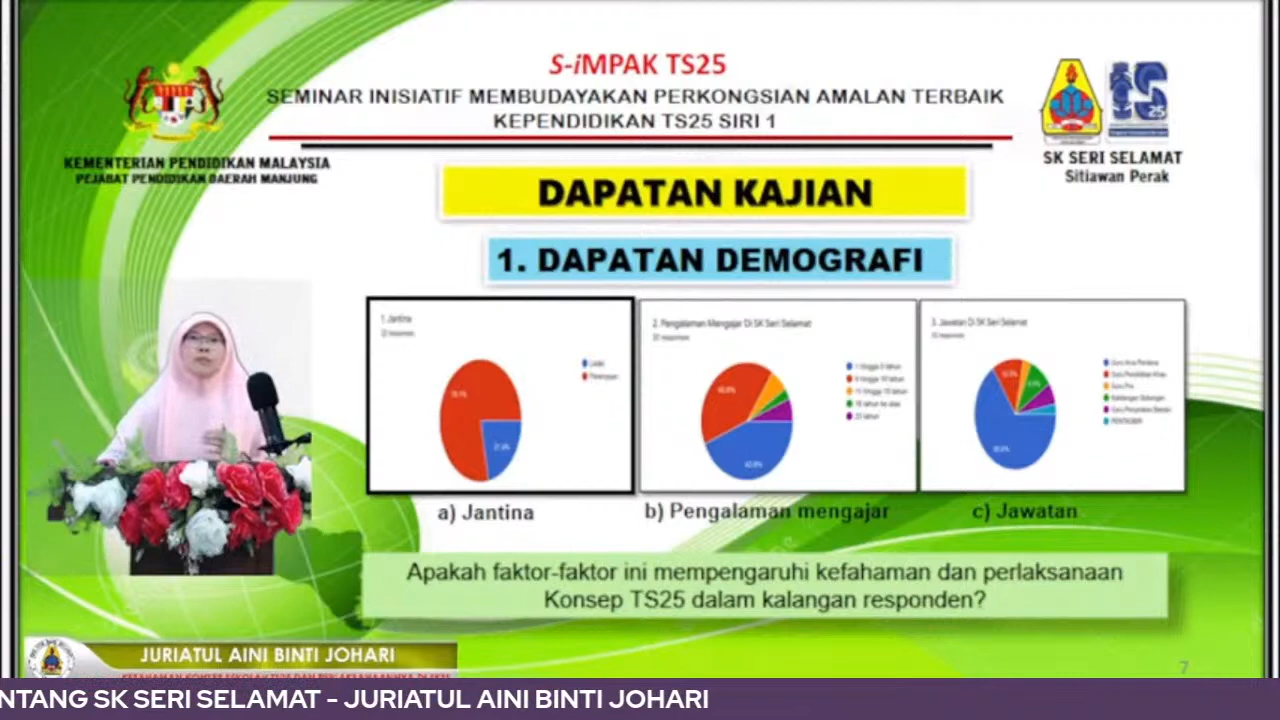 S-iMPAK TS25
SEMINAR INISIATIF MEMBUDAYAKAN PERKONGSIAN AMALAN TERBAIK
KEPENDIDIKAN TS25 SIRI 1
KEMENTERIAN PENDIDIKAN MALAYSIA
PEJABAT PENDIDIKAN DAERAH MANJUNG
25
SK SERI SELAMAT
Sitiawan Perak
DAPATAN KAJIAN
1. DAPATAN DEMOGRAFI
1. Jantina
Lelaki
Perempuan
2. Pengalaman Mengajar Di SK Seri Selamat
3. Jawatan Di SK Seri Selamat
a) Jantina
b) Pengalaman mengajar
c) Jawatan
Apakah faktor-faktor ini mempengaruhi kefahaman dan perlaksanaan
Konsep TS25 dalam kalangan responden?
JURIATUL AINI BINTI JOHARI
7
NTANG SK SERI SELAMAT - JURIATUL AINI BINTI JOHARI